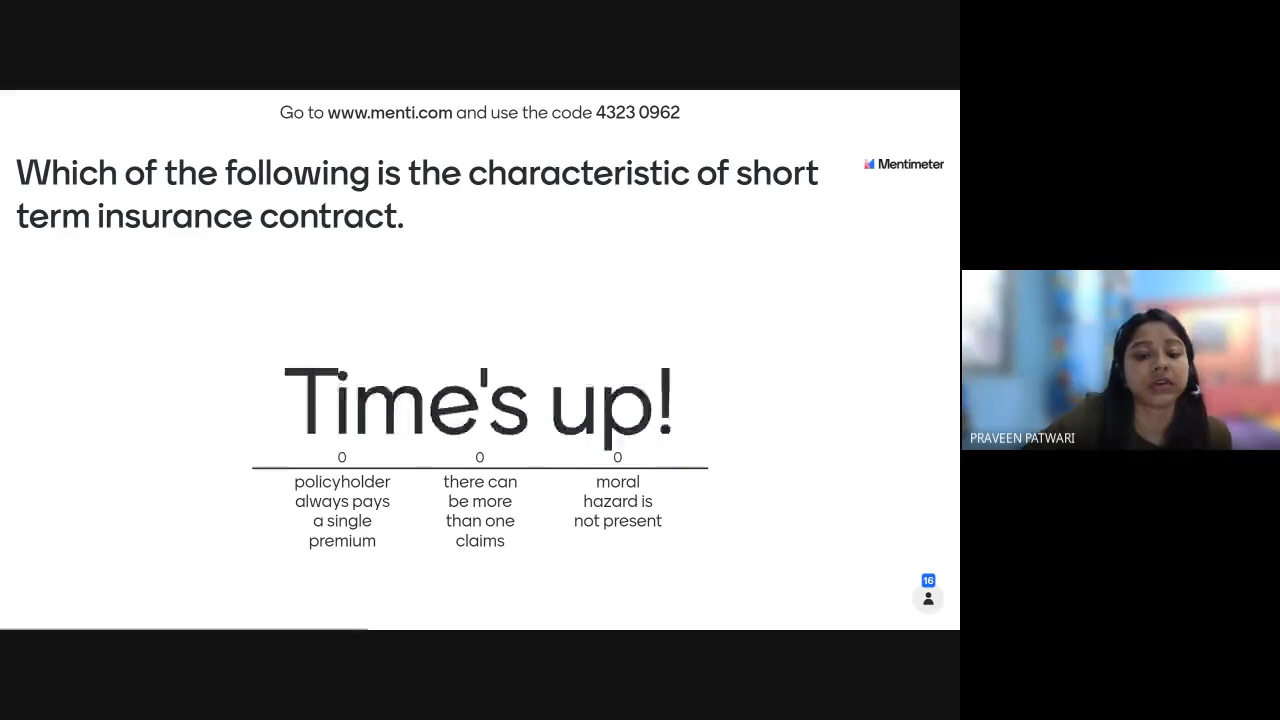 Go to www.menti.com and use the code 4323 0962
Which of the following is the characteristic of short
term insurance contract.
Mentimeter
Time's up!
0
0
0
policyholder
always pays
a single
premium
there can
be more
than one
claims
moral
hazard is
not present
16
PRAVEEN PATWARI